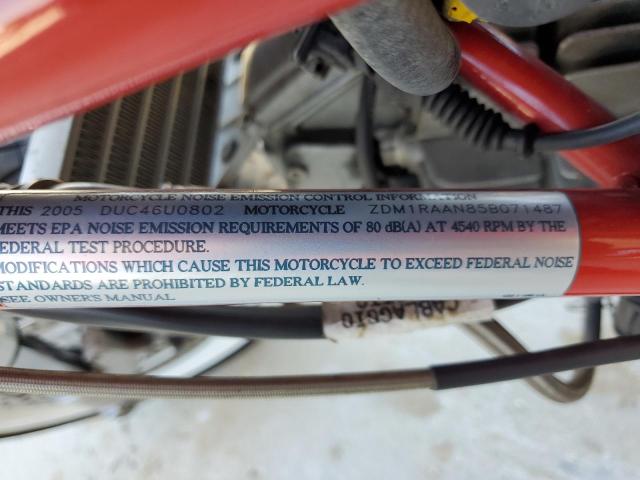 MOTORCYCLE NOISE EMISSION CONTROL INFORMATION
THIS 2005 DUC46U0802 MOTORCYCLE ZDM1RAAN85B071487
MEETS EPA NOISE EMISSION REQUIREMENTS OF 80 dB(A) AT 4540 RPM BY THE
FEDERAL TEST PROCEDURE.
MODIFICATIONS WHICH CAUSE THIS MOTORCYCLE TO EXCEED FEDERAL NOISE
STANDARDS ARE PROHIBITED BY FEDERAL LAW.
SEE OWNER'S MANUAL
CABLAGGIO